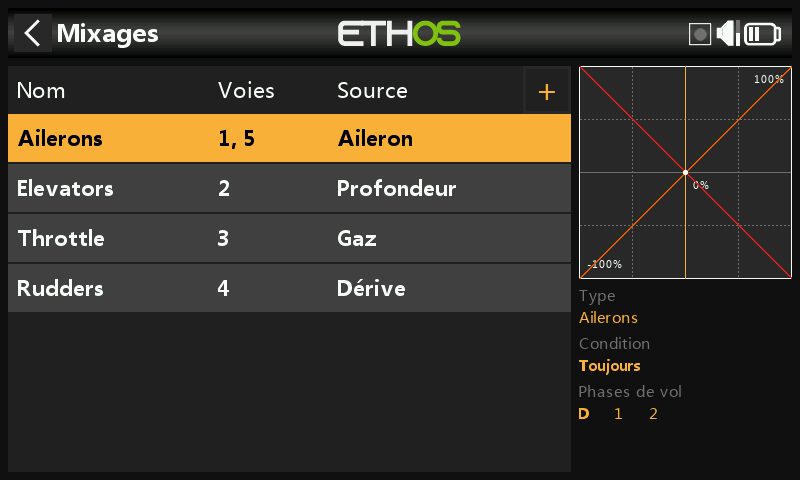 Mixages
ETHOS
Nom Voies Source +
Ailerons 1, 5 Aileron
Elevators 2 Profondeur
Throttle 3 Gaz
Rudders 4 Dérive
100%
0%
-100%
Type
Ailerons
Condition
Toujours
Phases de vol
D 1 2